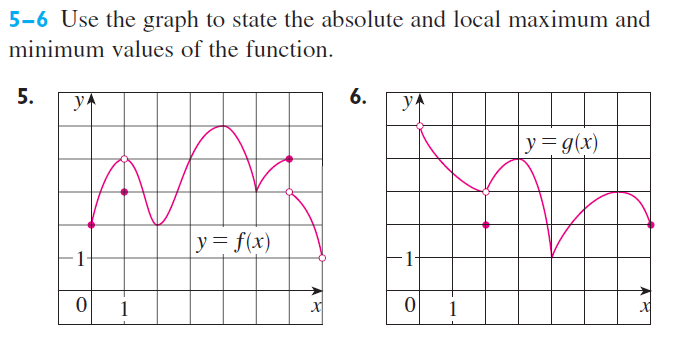 5–6 Use the graph to state the absolute and local maximum and
minimum values of the function.
5.
y
y = f(x)
1
0
1
x
6.
y
y = g(x)
1
0
1
x